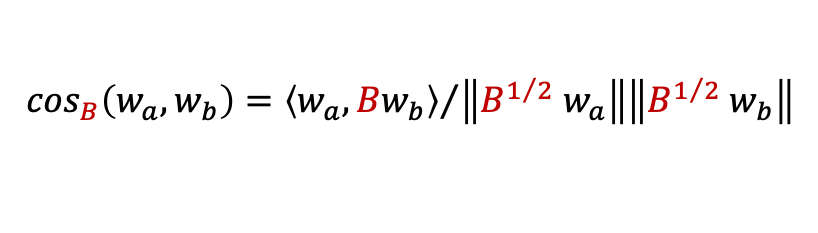 cos_B(w_a, w_b) = ⟨w_a, Bw_b⟩/‖B^{1/2} w_a‖‖B^{1/2} w_b‖